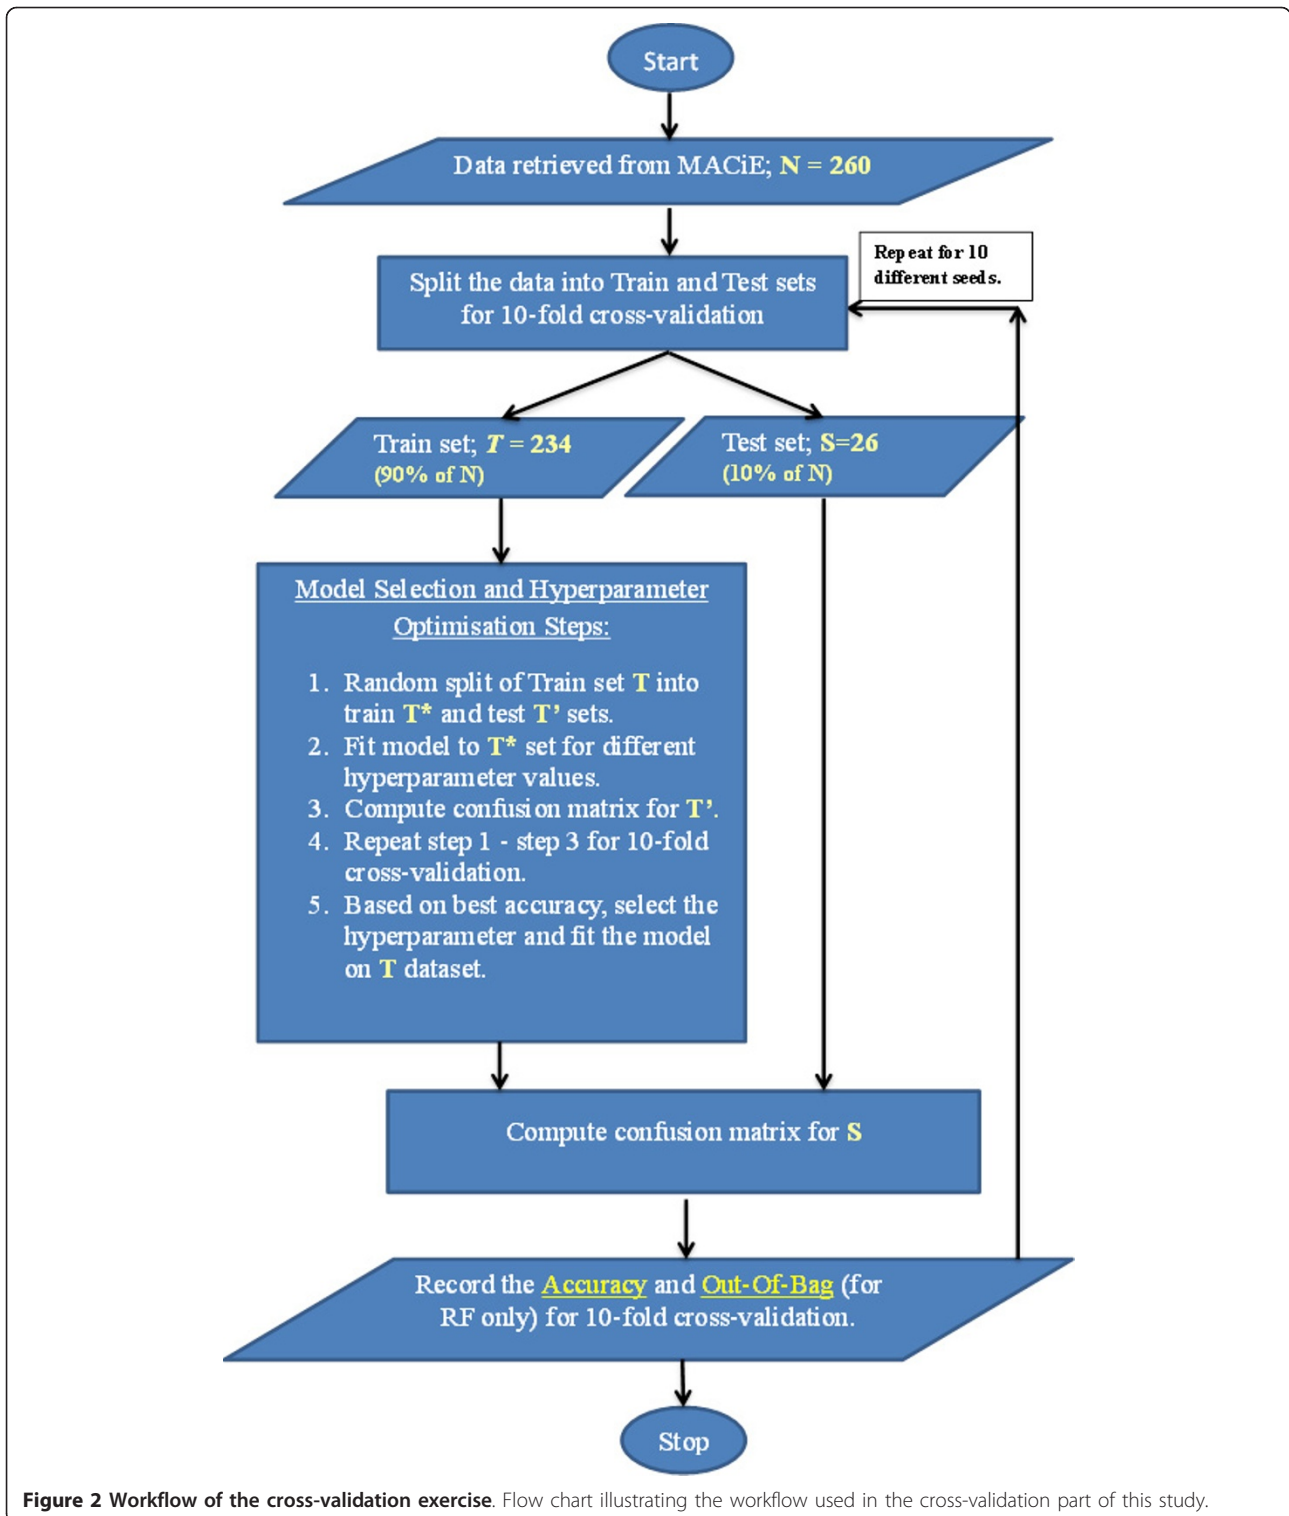 Start
Data retrieved from MACiE; N = 260
Repeat for 10
different seeds.
Split the data into Train and Test sets
for 10-fold cross-validation
Train set; T = 234
(90% of N)
Test set; S=26
(10% of N)
Model Selection and Hyperparameter
Optimisation Steps:
1. Random split of Train set T into
train T* and test T’ sets.
2. Fit model to T* set for different
hyperparameter values.
3. Compute confusion matrix for T’.
4. Repeat step 1 - step 3 for 10-fold
cross-validation.
5. Based on best accuracy, select the
hyperparameter and fit the model
on T dataset.
Compute confusion matrix for S
Record the Accuracy and Out-Of-Bag (for
RF only) for 10-fold cross-validation.
Stop
Figure 2 Workflow of the cross-validation exercise. Flow chart illustrating the workflow used in the cross-validation part of this study.